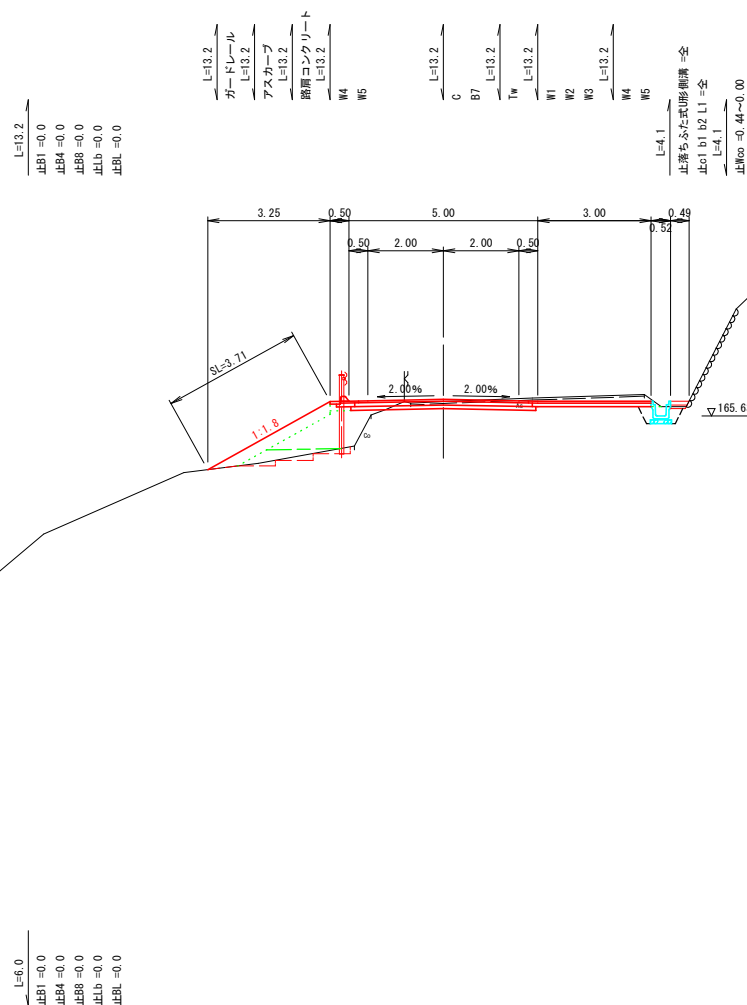 L=13.2
ガードレール
L=13.2
アスカーブ
L=13.2
路肩コンクリート
L=13.2
W4
W5
L=13.2
C
B7
L=13.2
Tw
L=13.2
W1
W2
W3
L=13.2
W4
W5
L=13.2
止B1 =0.0
止B4 =0.0
止B8 =0.0
止Lb =0.0
止BL =0.0
L=4.1
止落ちふた式U形側溝 =全
止c1 b1 b2 L1 =全
L=4.1
止Wco =0.44~0.00
3.25
0.50
5.00
3.00
0.52
0.49
0.50
2.00
2.00
0.50
SL=3.71
1:1.8
2.00%
2.00%
L=6.0
止B1 =0.0
止B4 =0.0
止B8 =0.0
止Lb =0.0
止BL =0.0